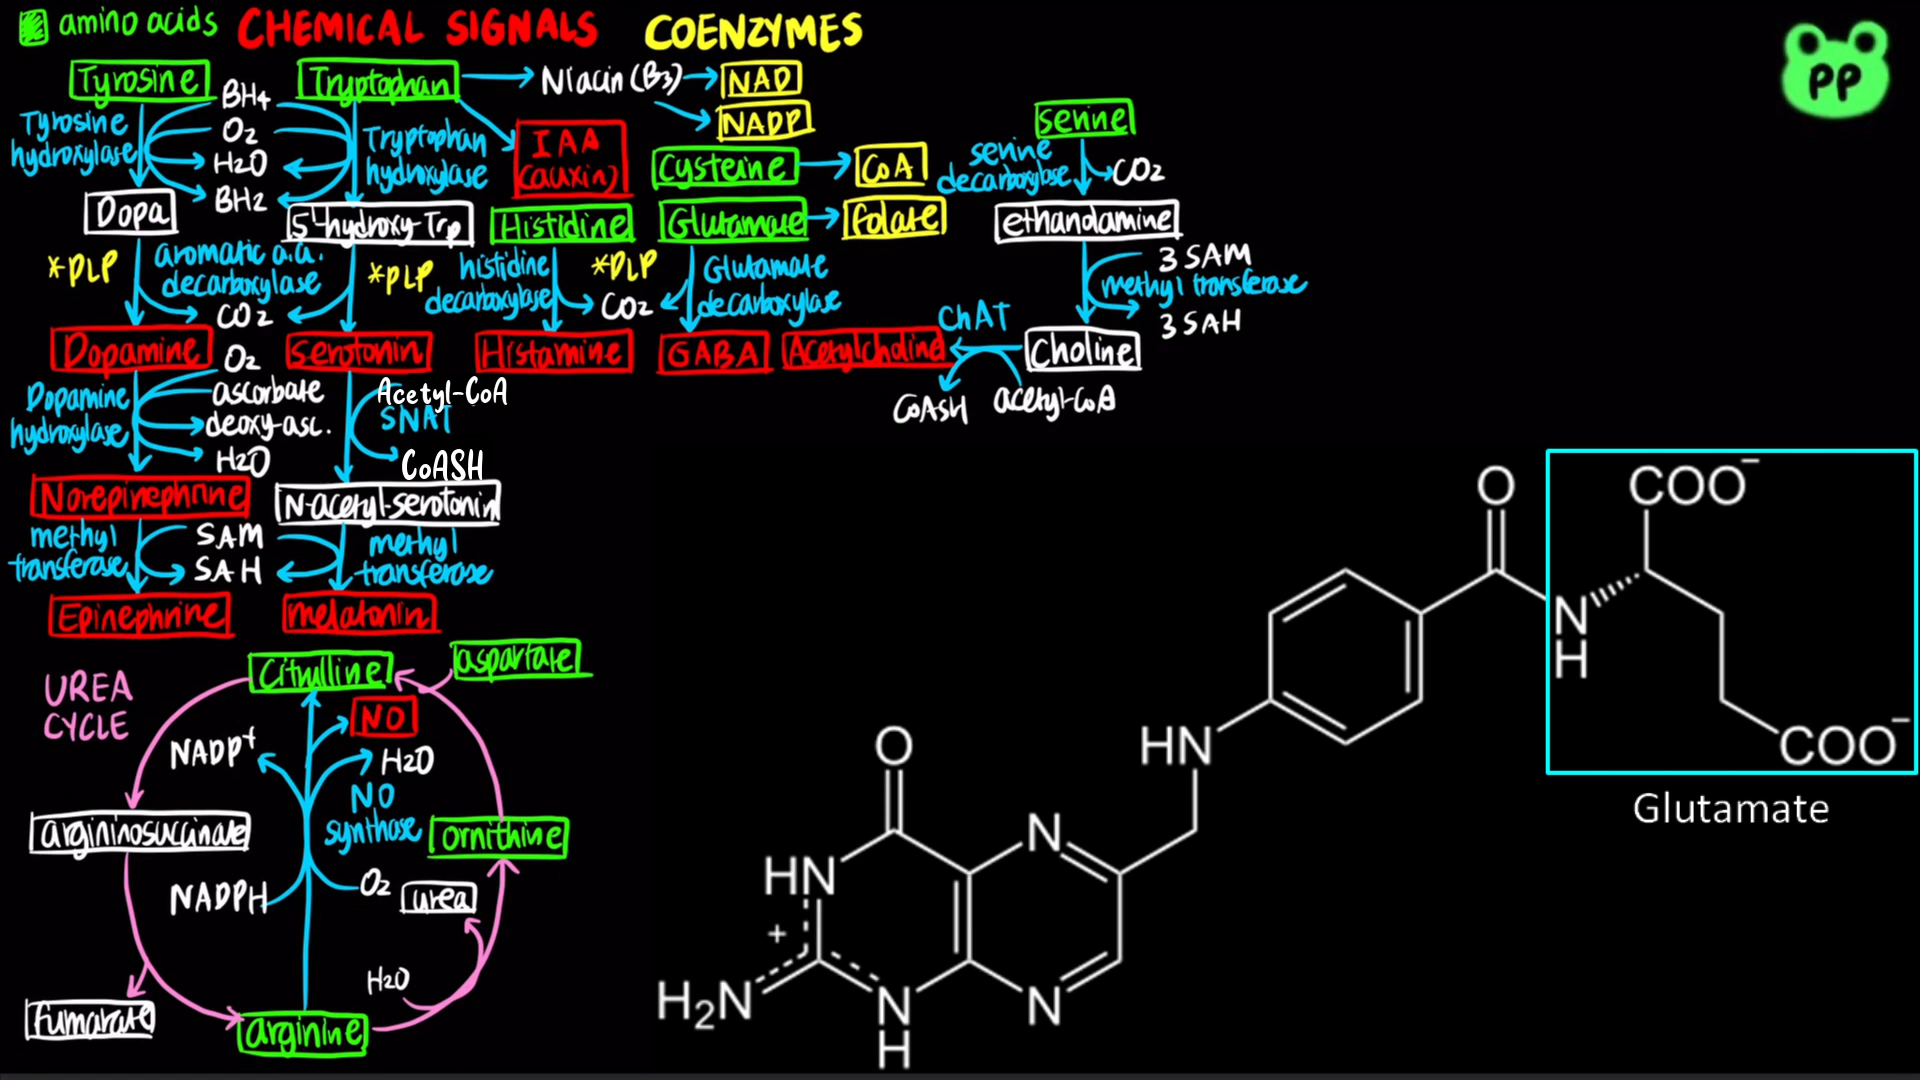 amino acids
CHEMICAL SIGNALS
COENZYMES
PP
Tyrosine
BH4
O2
H2O
BH2
Tyrosine
hydroxylase
Tryptophan
Tryptophan
hydroxylase
Niacin (B3)
NAD
NADP
IAA
(auxin)
Cysteine
CoA
Glutamate
folate
serine
serine
decarboxylase
CO2
ethanolamine
3 SAM
methyl transferase
3 SAH
Choline
ChAT
Acetylcholine
CoASH
acetyl-CoA
Dopa
5-hydroxy-Trp
Histidine
*PLP
aromatic a.a.
decarboxylase
CO2
*PLP
histidine
decarboxylase
*PLP
CO2
Glutamate
decarboxylase
Dopamine
Serotonin
Histamine
GABA
O2
ascorbate
deoxy-asc.
H2O
Dopamine
hydroxylase
Acetyl-CoA
SNAT
CoASH
Norepinephrine
N-acetyl-serotonin
methyl
transferase
SAM
SAH
methyl
transferase
Epinephrine
melatonin
UREA
CYCLE
Citrulline
aspartate
NO
NADP+
H2O
NO
synthase
argininosuccinate
ornithine
NADPH
O2
urea
H2O
fumarate
arginine
O
COO−
N
H
COO−
Glutamate
HN
O
HN
N
+
H2N
N
H
N